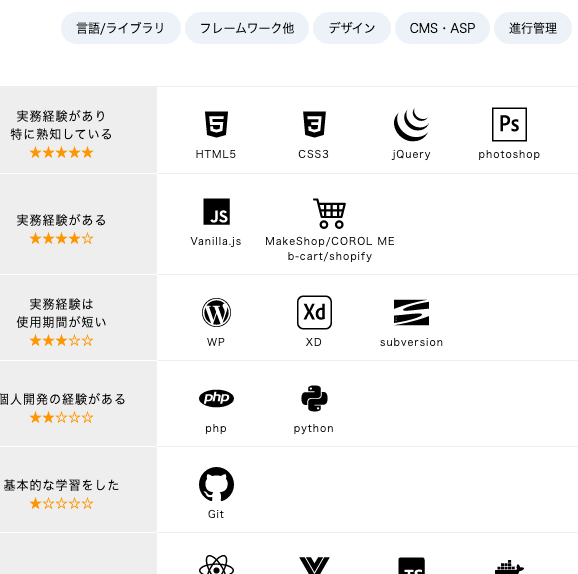 言語/ライブラリ フレームワーク他 デザイン CMS・ASP 進行管理
実務経験があり
特に熟知している
★★★★★
HTML5 CSS3 jQuery Ps photoshop
実務経験がある
★★★★☆
JS
Vanilla.js MakeShop/COROL ME
b-cart/shopify
実務経験は
使用期間が短い
★★★☆☆
Xd
WP XD subversion
個人開発の経験がある
★★☆☆☆
php
php python
基本的な学習をした
★☆☆☆☆
Git